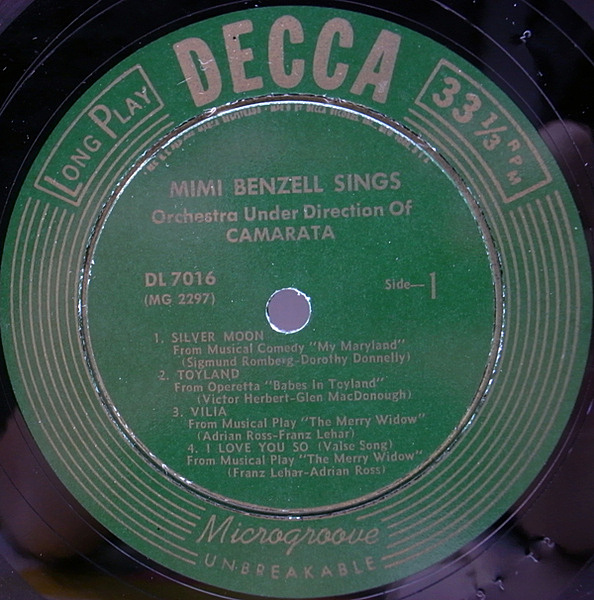 DECCA
LONG PLAY
33 1/3 RPM
MIMI BENZELL SINGS
Orchestra Under Direction Of
CAMARATA
DL 7016
(MG 2297)
Side—1
1. SILVER MOON
From Musical Comedy "My Maryland"
(Sigmund Romberg-Dorothy Donnelly)
2. TOYLAND
From Operetta "Babes in Toyland"
(Victor Herbert-Glen MacDonough)
3. VILIA
From Musical Play "The Merry Widow"
(Adrian Ross-Franz Lehar)
4. I LOVE YOU SO (Valse Song)
From Musical Play "The Merry Widow"
(Franz Lehar-Adrian Ross)
Microgroove
UNBREAKABLE